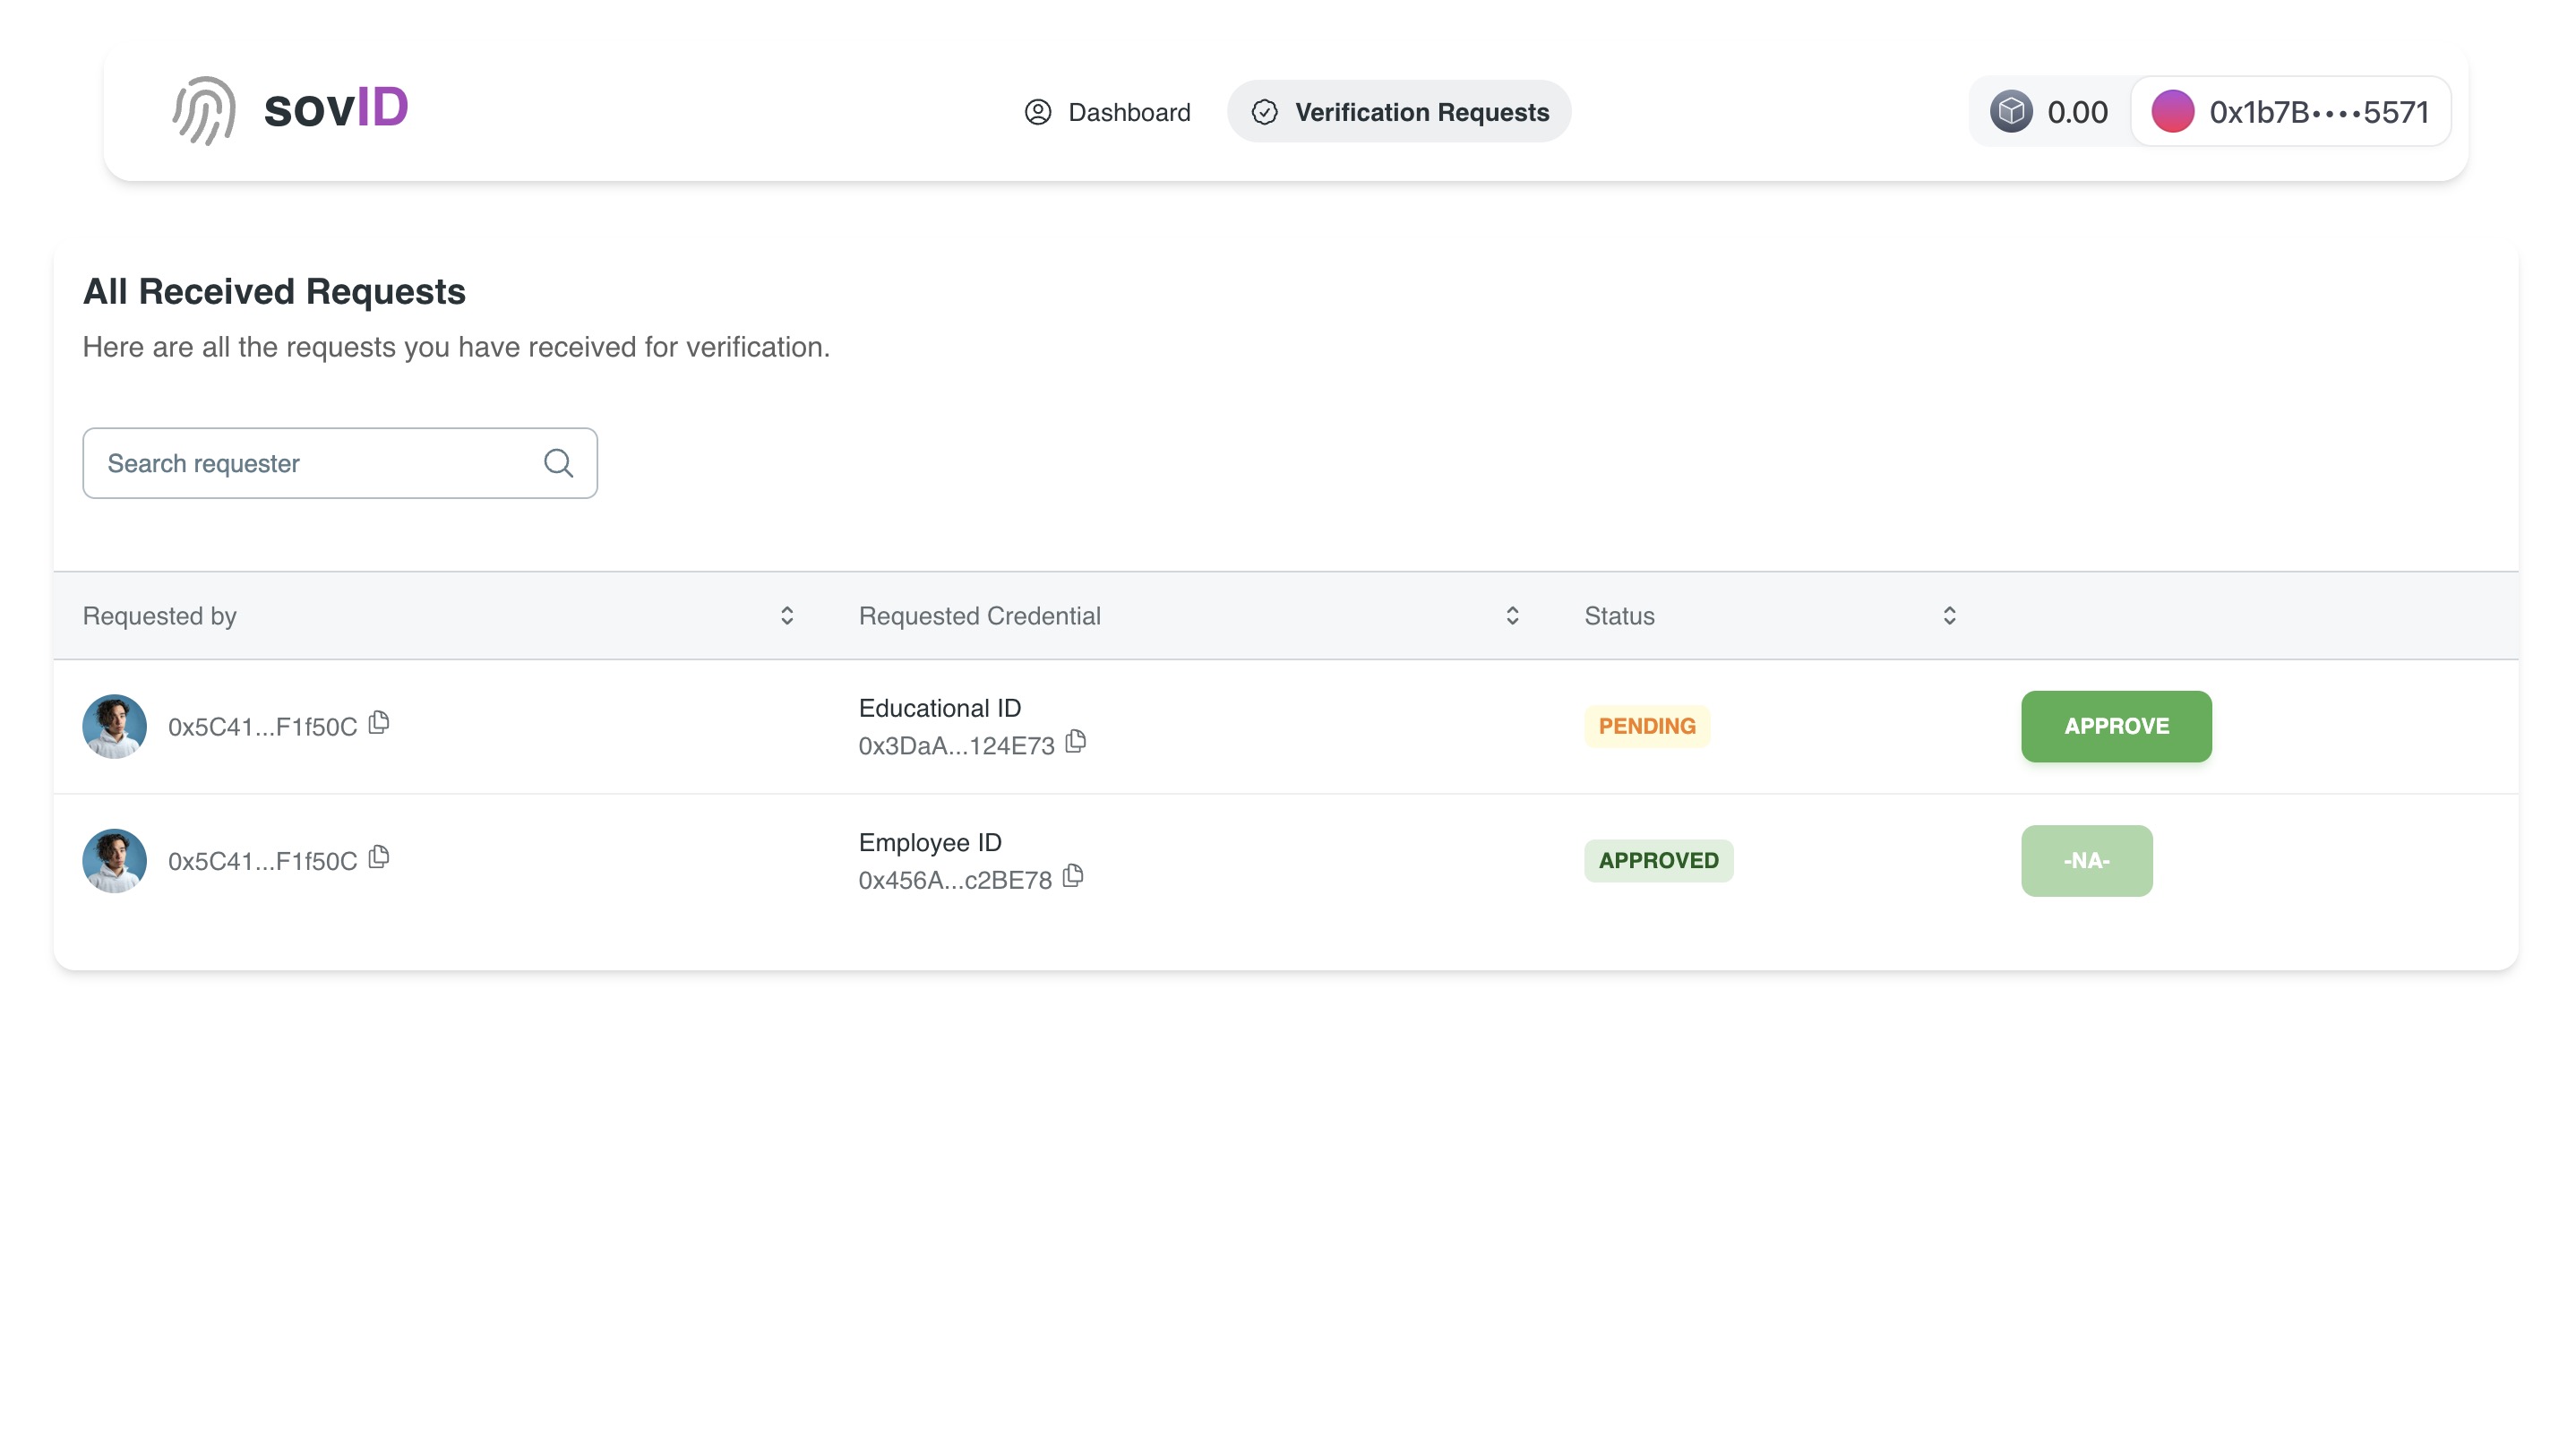 sovID
Dashboard
Verification Requests
0.00
0x1b7B••••5571
All Received Requests
Here are all the requests you have received for verification.
Search requester
Requested by
Requested Credential
Status
0x5C41...F1f50C
Educational ID
0x3DaA...124E73
PENDING
APPROVE
0x5C41...F1f50C
Employee ID
0x456A...c2BE78
APPROVED
-NA-